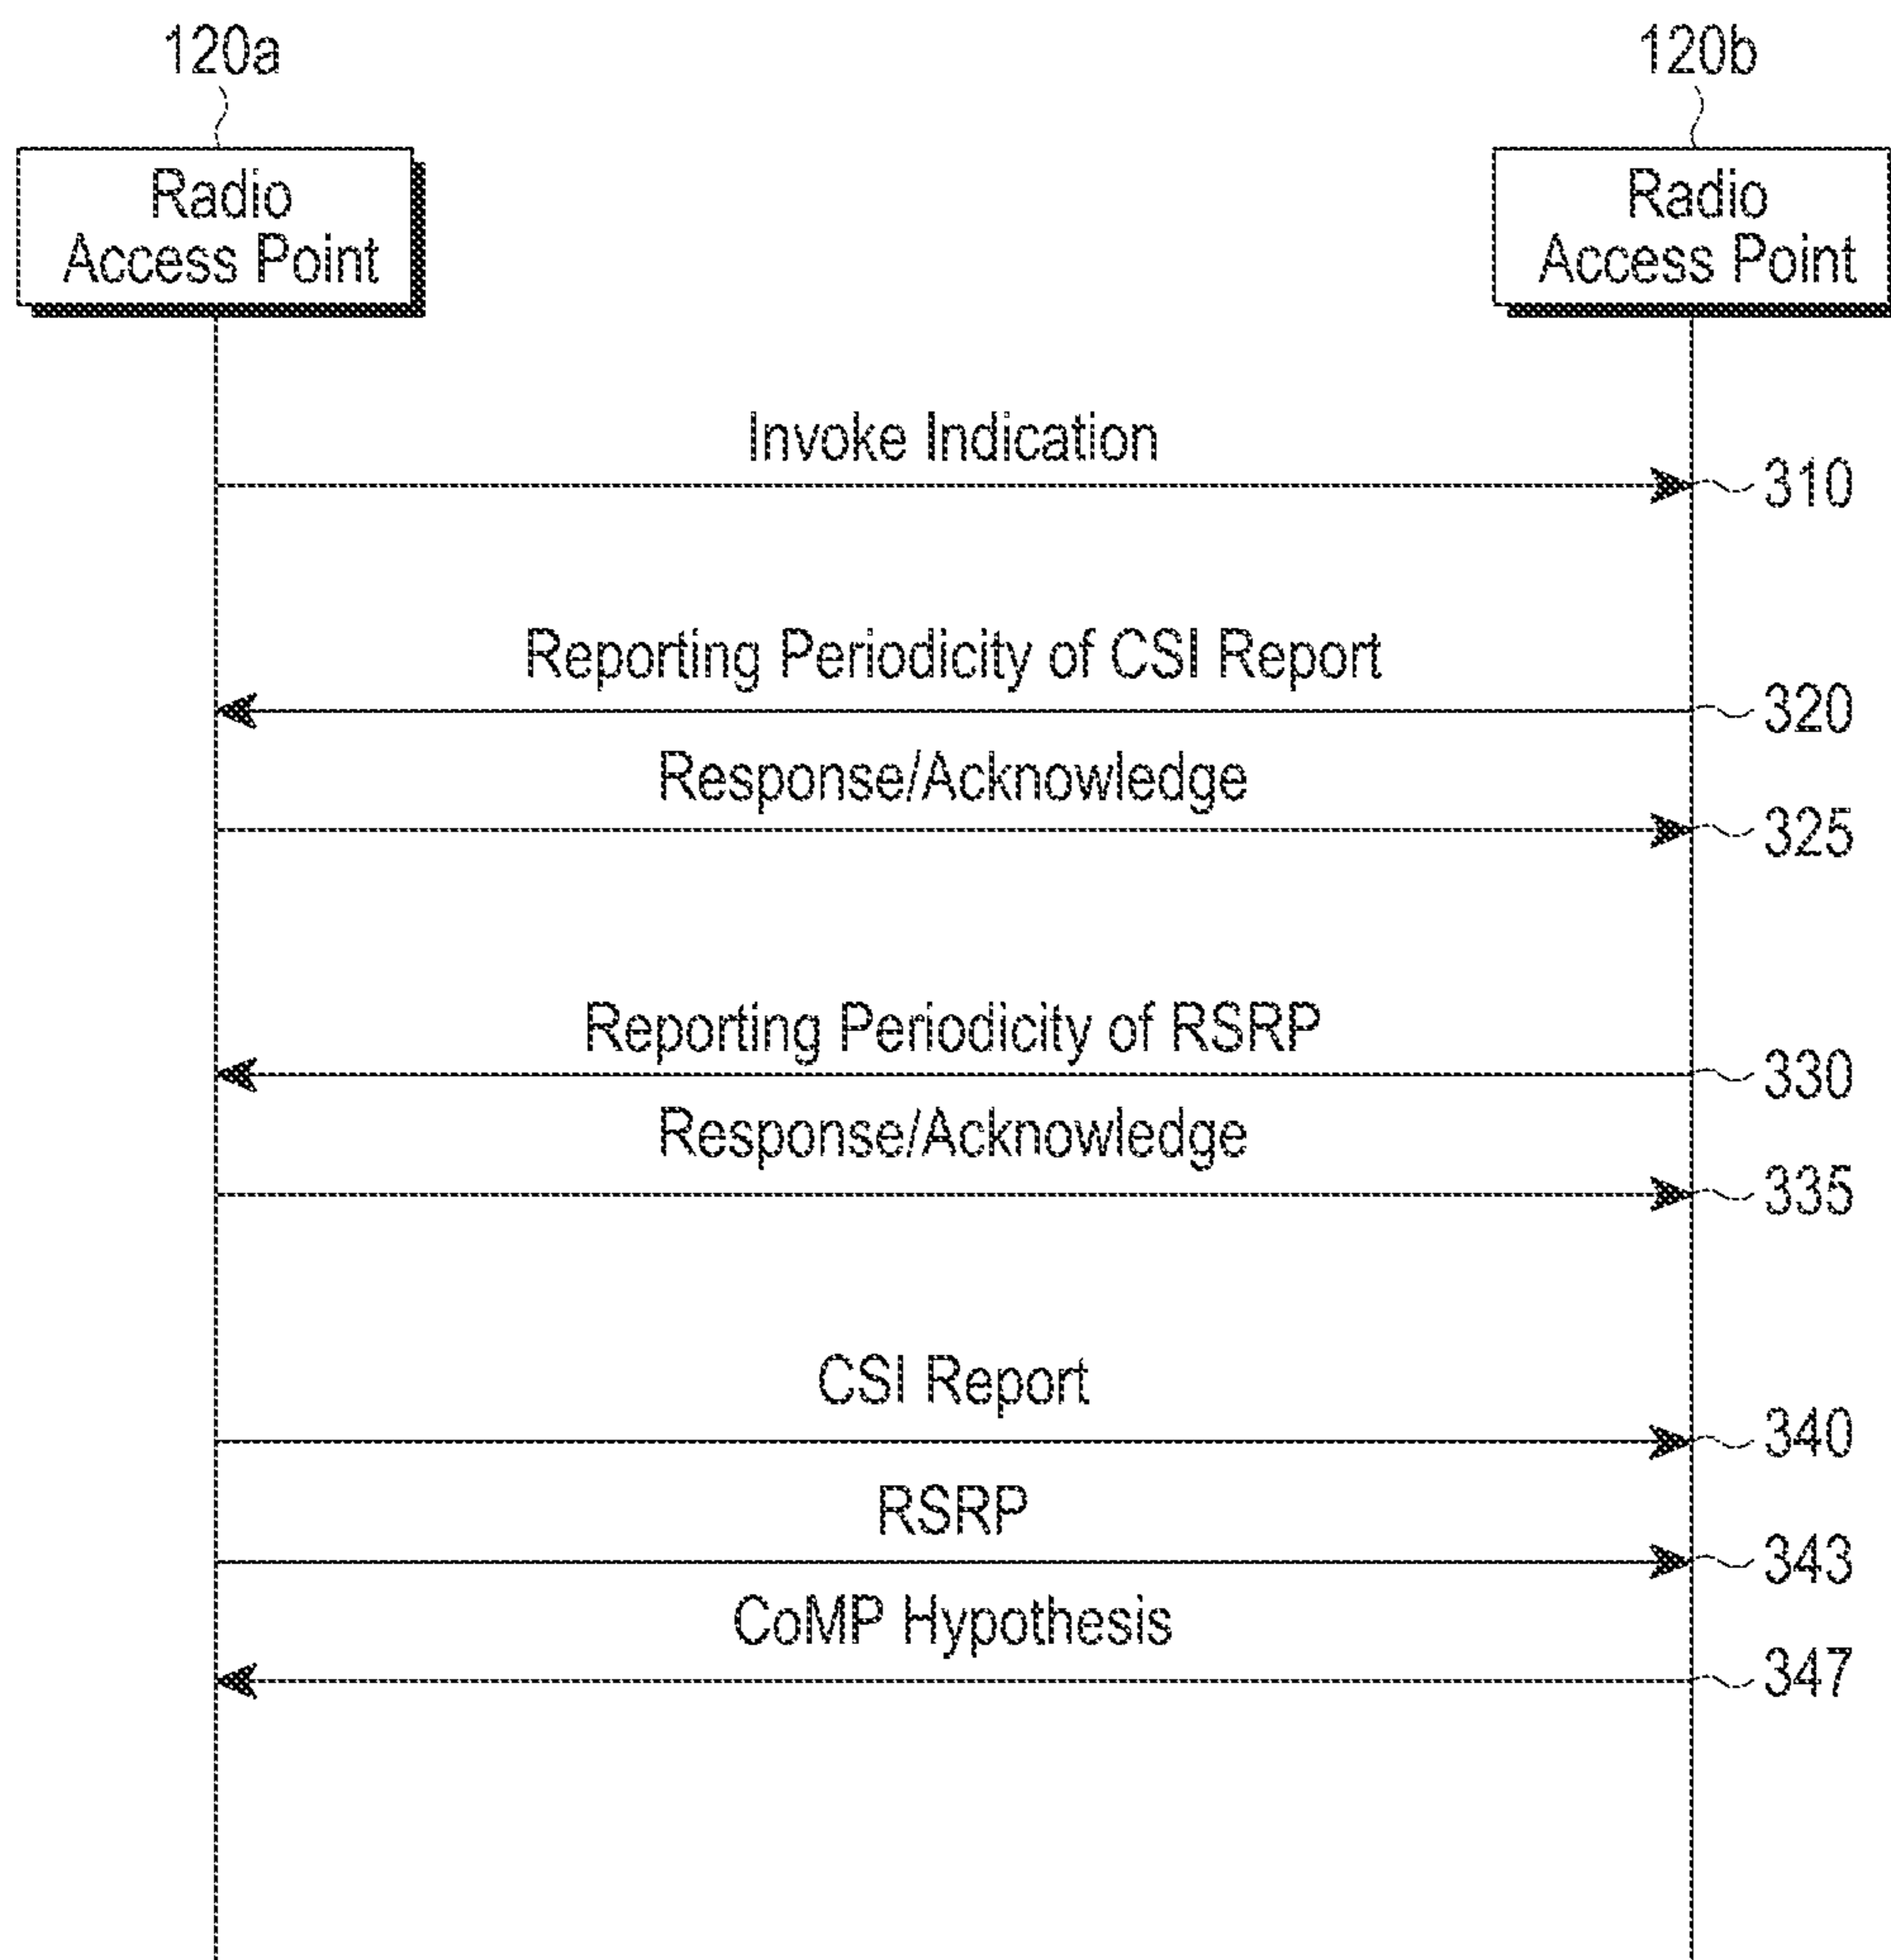 120a
120b
Radio
Access Point
Radio
Access Point
Invoke Indication
310
Reporting Periodicity of CSI Report
320
Response/Acknowledge
325
Reporting Periodicity of RSRP
330
Response/Acknowledge
335
CSI Report
340
RSRP
343
CoMP Hypothesis
347